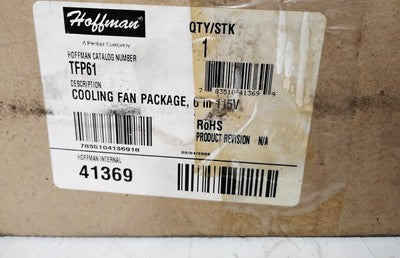 Hoffman
A Pentair Company
QTY/STK
1
HOFFMAN CATALOG NUMBER
TFP61
DESCRIPTION
COOLING FAN PACKAGE, 6 in 115V
RoHS
PRODUCT REVISION - N/A
HOFFMAN INTERNAL
41369